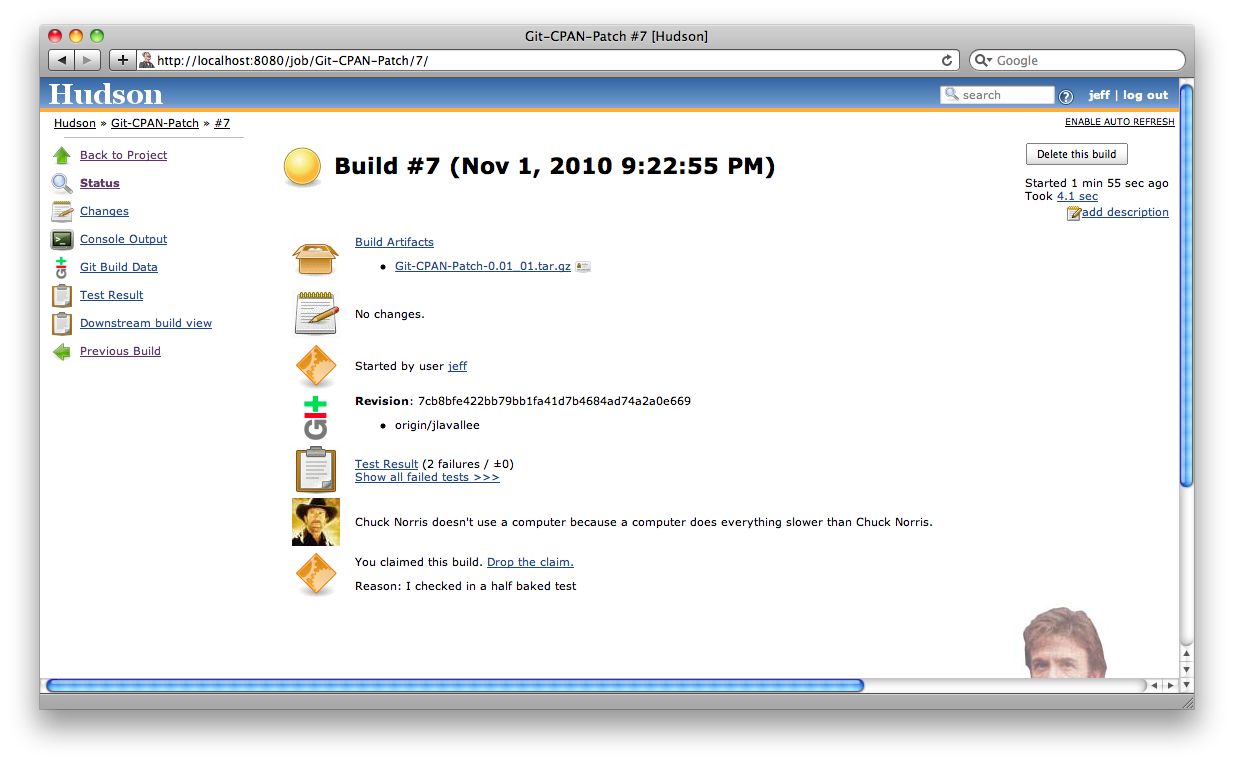 Git-CPAN-Patch #7 [Hudson]
http://localhost:8080/job/Git-CPAN-Patch/7/
Google
Hudson
search
jeff | log out
Hudson » Git-CPAN-Patch » #7
ENABLE AUTO REFRESH
Back to Project
Status
Changes
Console Output
Git Build Data
Test Result
Downstream build view
Previous Build
Build #7 (Nov 1, 2010 9:22:55 PM)
Delete this build
Started 1 min 55 sec ago
Took 4.1 sec
add description
Build Artifacts
Git-CPAN-Patch-0.01_01.tar.gz
No changes.
Started by user jeff
Revision: 7cb8bfe422bb79bb1fa41d7b4684ad74a2a0e669
origin/jlavallee
Test Result (2 failures / ±0)
Show all failed tests >>>
Chuck Norris doesn't use a computer because a computer does everything slower than Chuck Norris.
You claimed this build. Drop the claim.
Reason: I checked in a half baked test